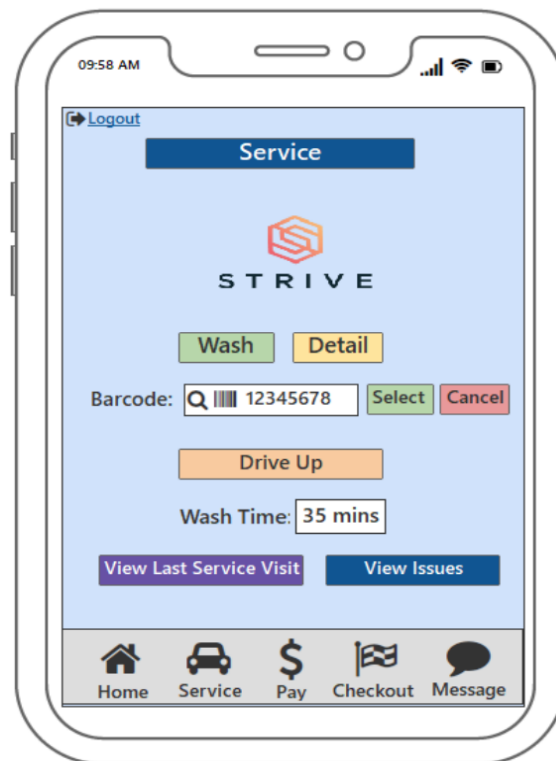 09:58 AM
Logout
Service
STRIVE
Wash Detail
Barcode: 12345678 Select Cancel
Drive Up
Wash Time: 35 mins
View Last Service Visit View Issues
Home Service Pay Checkout Message